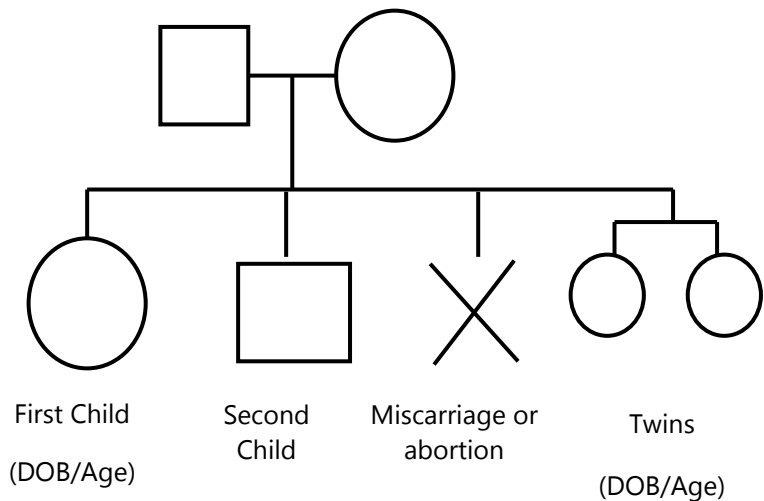 First Child
(DOB/Age)
Second
Child
Miscarriage or
abortion
Twins
(DOB/Age)